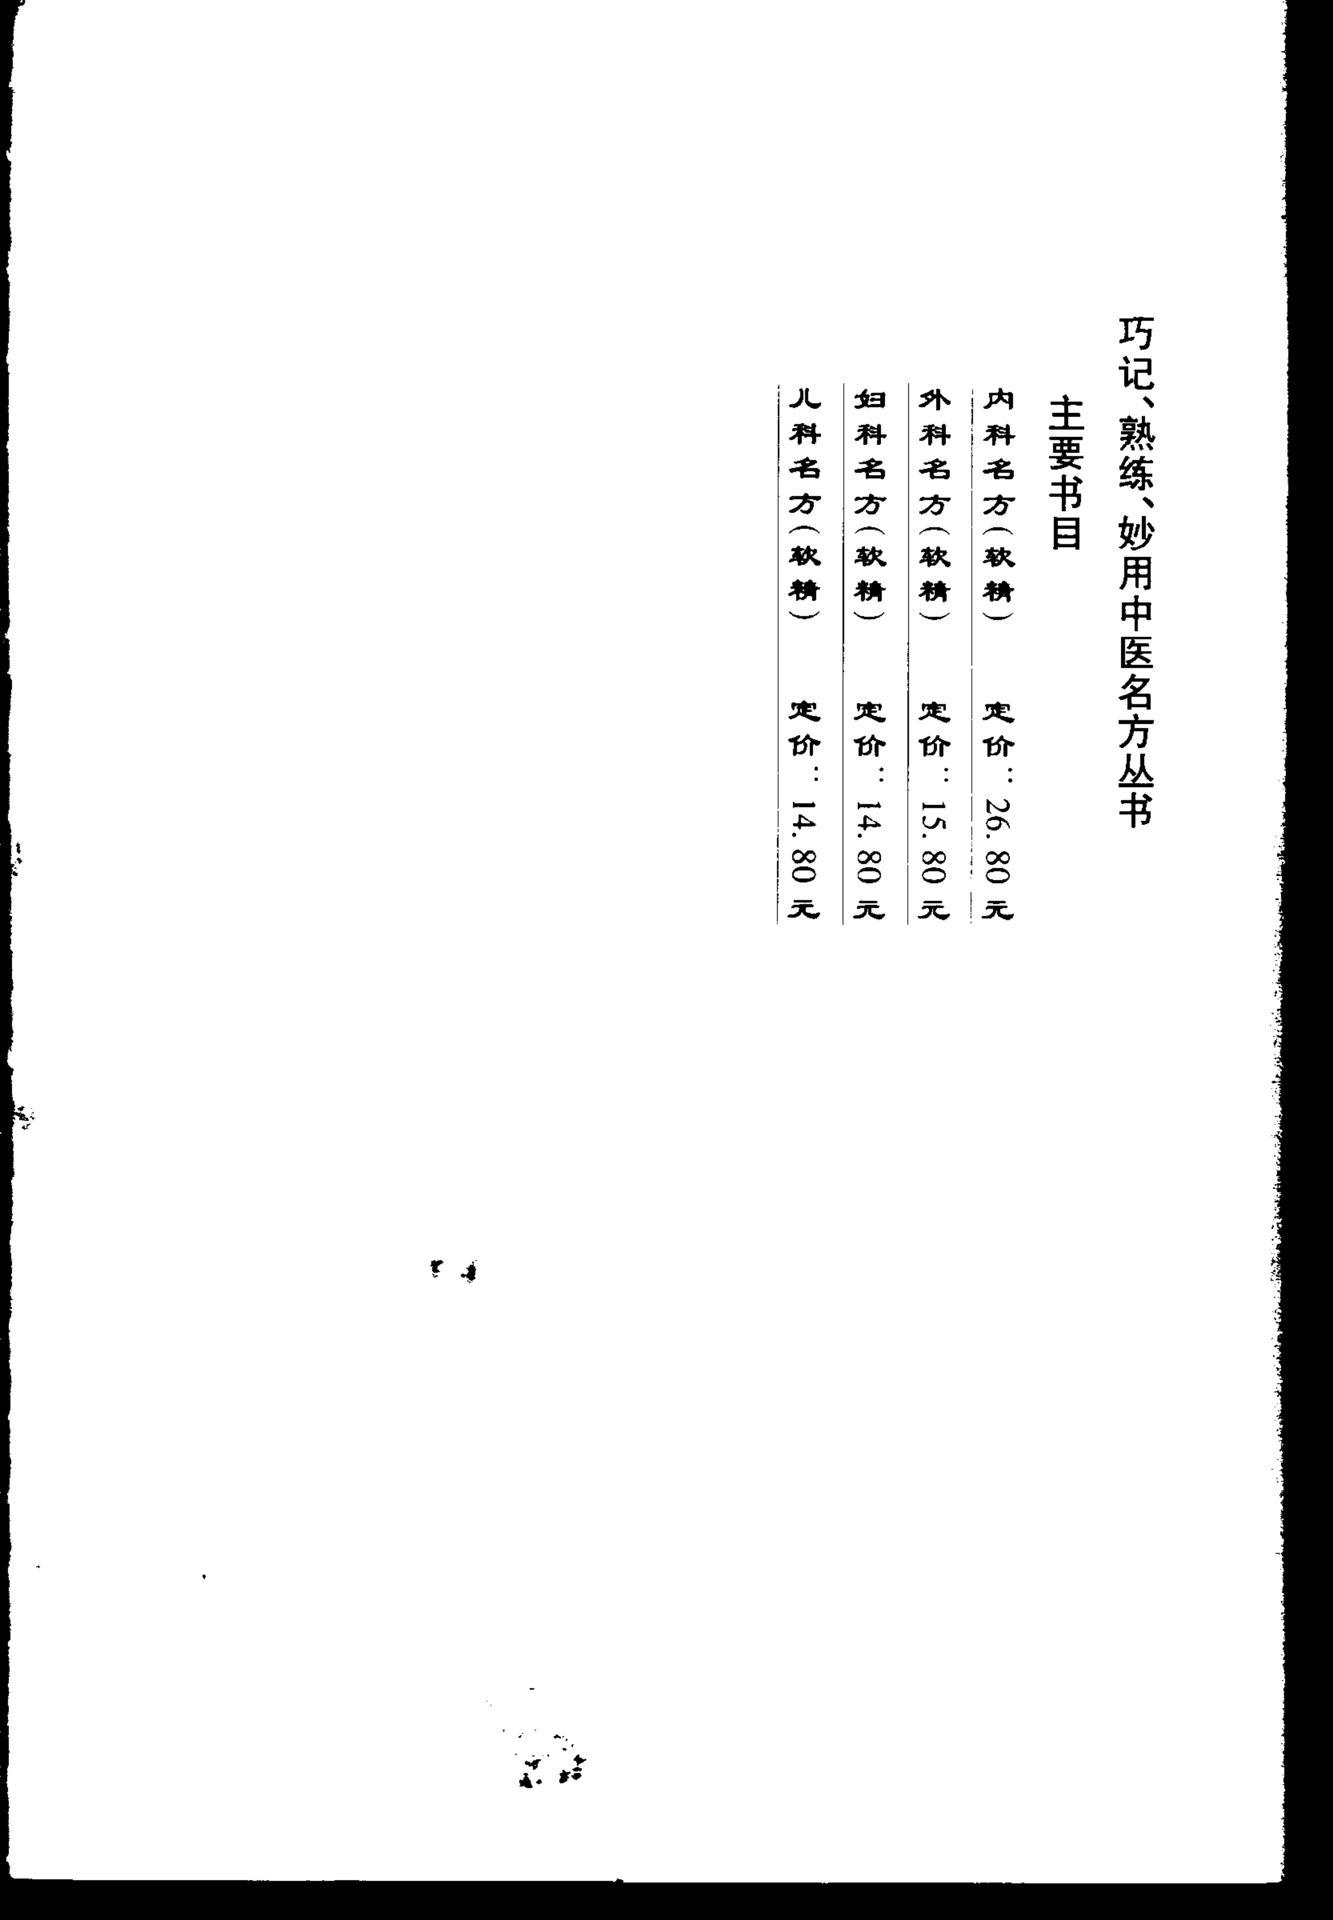 巧记、熟练、妙用中医名方丛书
主要书目
内科名方(软精) 定价:26.80元
外科名方(软精) 定价:15.80元
妇科名方(软精) 定价:14.80元
儿科名方(软精) 定价:14.80元